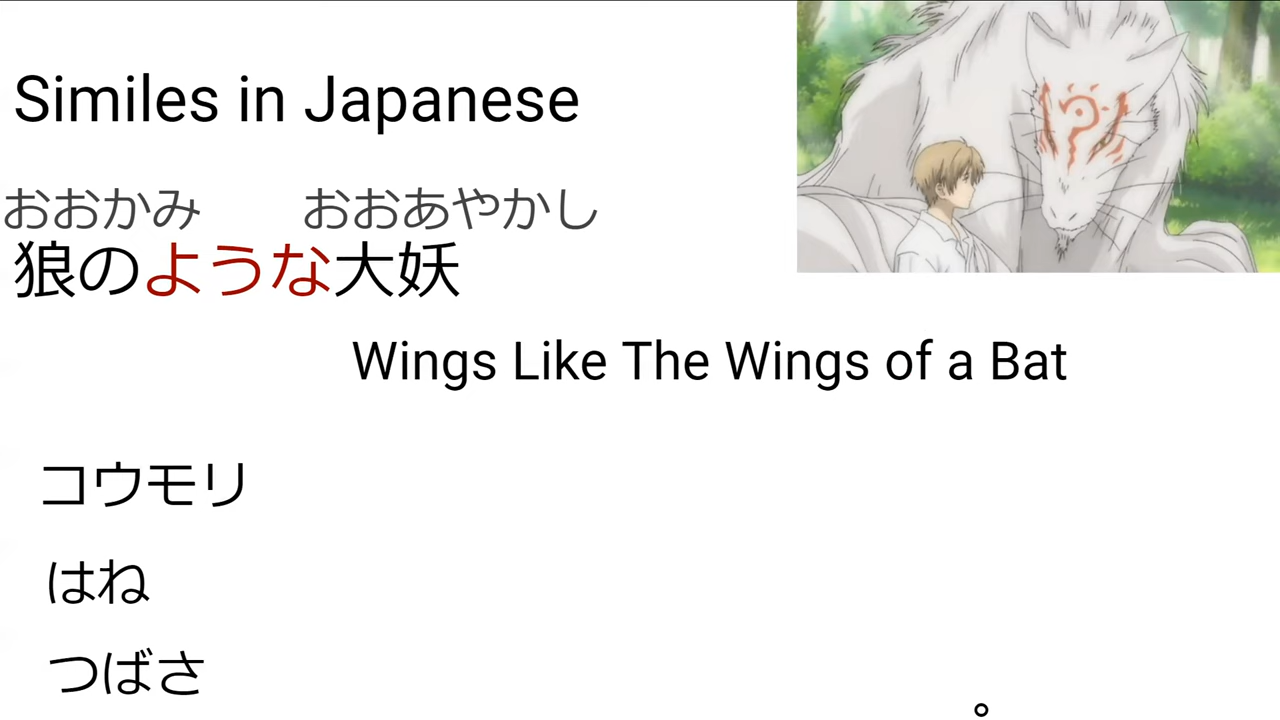 Similes in Japanese
おおかみ おおあやかし
狼のような大妖
Wings Like The Wings of a Bat
コウモリ
はね
つばさ
。